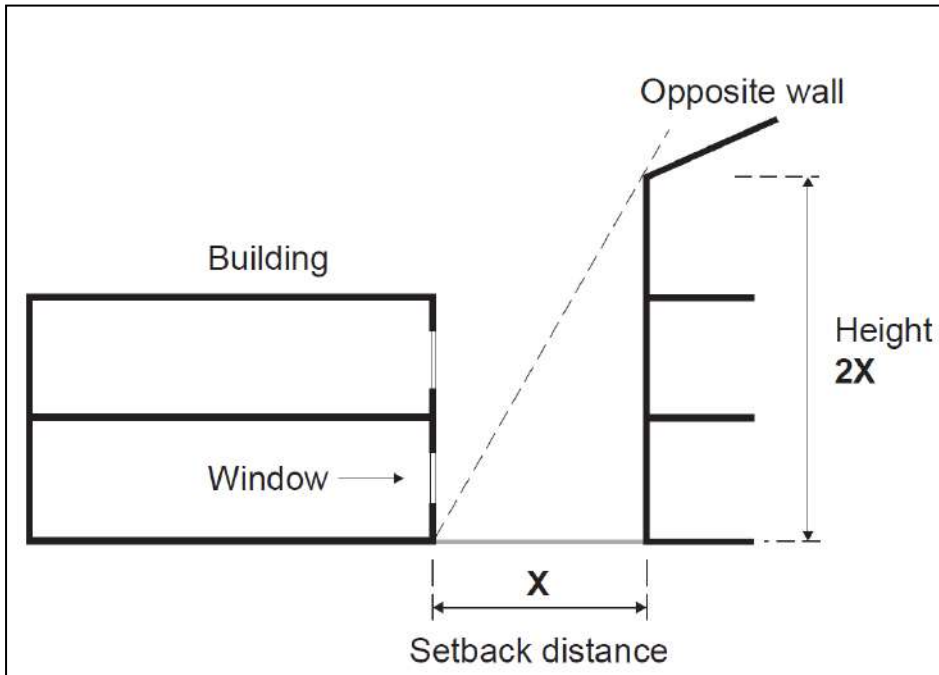 Opposite wall
Building
Height
2X
Window
X
Setback distance